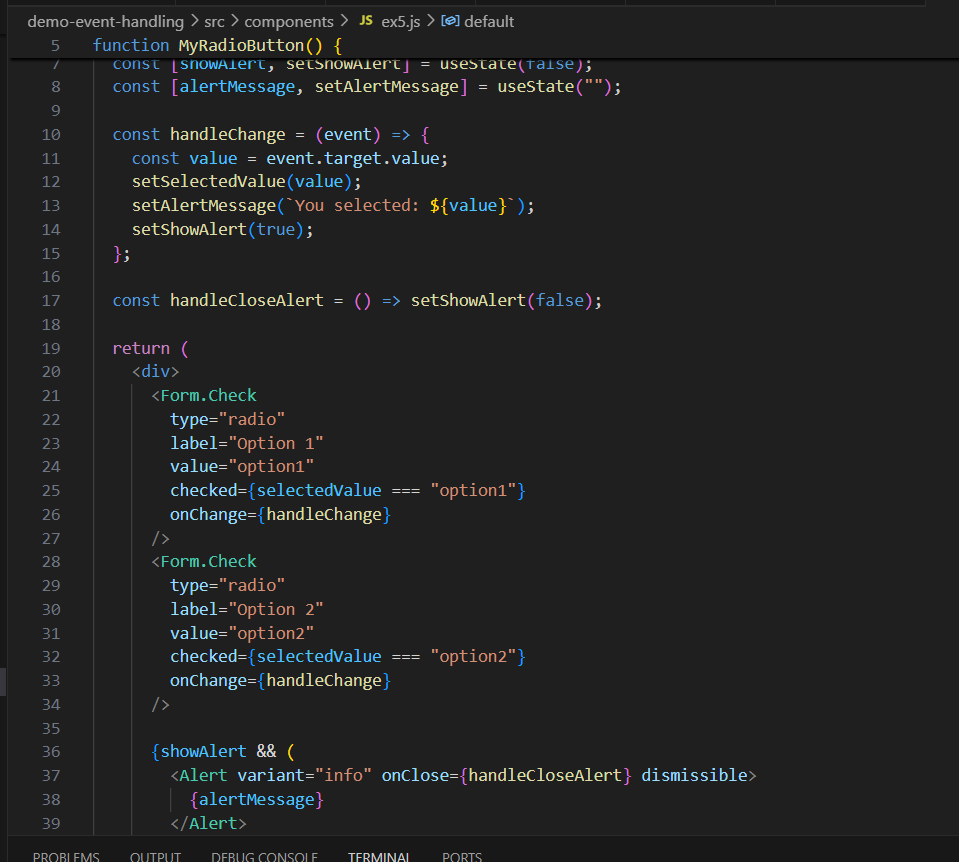 demo-event-handling > src > components > JS ex5.js > default
5 function MyRadioButton() {
7 const [showAlert, setShowAlert] = useState(false);
8 const [alertMessage, setAlertMessage] = useState("");
9
10 const handleChange = (event) => {
11 const value = event.target.value;
12 setSelectedValue(value);
13 setAlertMessage(`You selected: ${value}`);
14 setShowAlert(true);
15 };
16
17 const handleCloseAlert = () => setShowAlert(false);
18
19 return (
20 <div>
21 <Form.Check
22 type="radio"
23 label="Option 1"
24 value="option1"
25 checked={selectedValue === "option1"}
26 onChange={handleChange}
27 />
28 <Form.Check
29 type="radio"
30 label="Option 2"
31 value="option2"
32 checked={selectedValue === "option2"}
33 onChange={handleChange}
34 />
35
36 {showAlert && (
37 <Alert variant="info" onClose={handleCloseAlert} dismissible>
38 {alertMessage}
39 </Alert>
PROBLEMS OUTPUT DEBUG CONSOLE TERMINAL PORTS